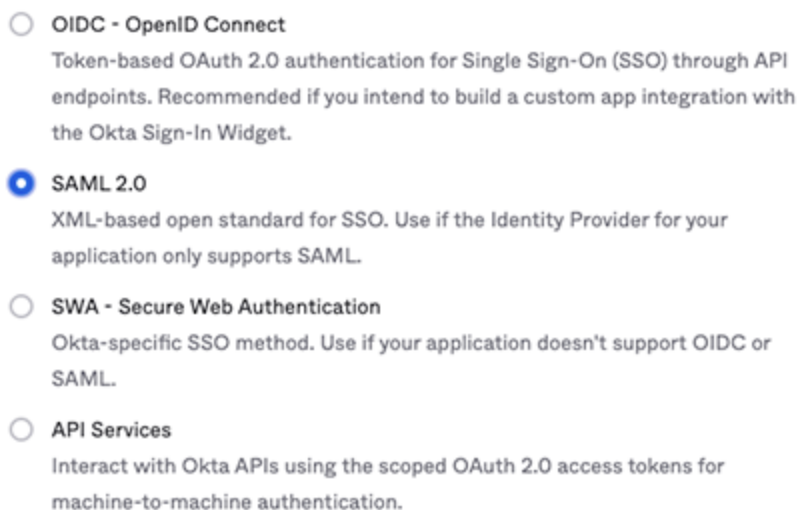 OIDC - OpenID Connect
Token-based OAuth 2.0 authentication for Single Sign-On (SSO) through API
endpoints. Recommended if you intend to build a custom app integration with
the Okta Sign-In Widget.
SAML 2.0
XML-based open standard for SSO. Use if the Identity Provider for your
application only supports SAML.
SWA - Secure Web Authentication
Okta-specific SSO method. Use if your application doesn't support OIDC or
SAML.
API Services
Interact with Okta APIs using the scoped OAuth 2.0 access tokens for
machine-to-machine authentication.